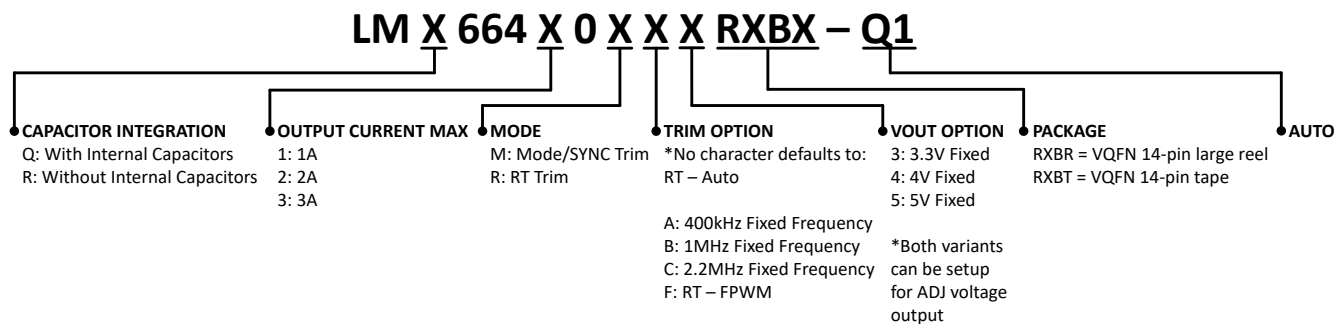 LM X 664 X 0 X X X RXBX – Q1
CAPACITOR INTEGRATION
Q: With Internal Capacitors
R: Without Internal Capacitors
OUTPUT CURRENT MAX
1: 1A
2: 2A
3: 3A
MODE
M: Mode/SYNC Trim
R: RT Trim
TRIM OPTION
*No character defaults to:
RT – Auto
A: 400kHz Fixed Frequency
B: 1MHz Fixed Frequency
C: 2.2MHz Fixed Frequency
F: RT – FPWM
VOUT OPTION
3: 3.3V Fixed
4: 4V Fixed
5: 5V Fixed
*Both variants
can be setup
for ADJ voltage
output
PACKAGE
RXBR = VQFN 14-pin large reel
RXBT = VQFN 14-pin tape
AUTO